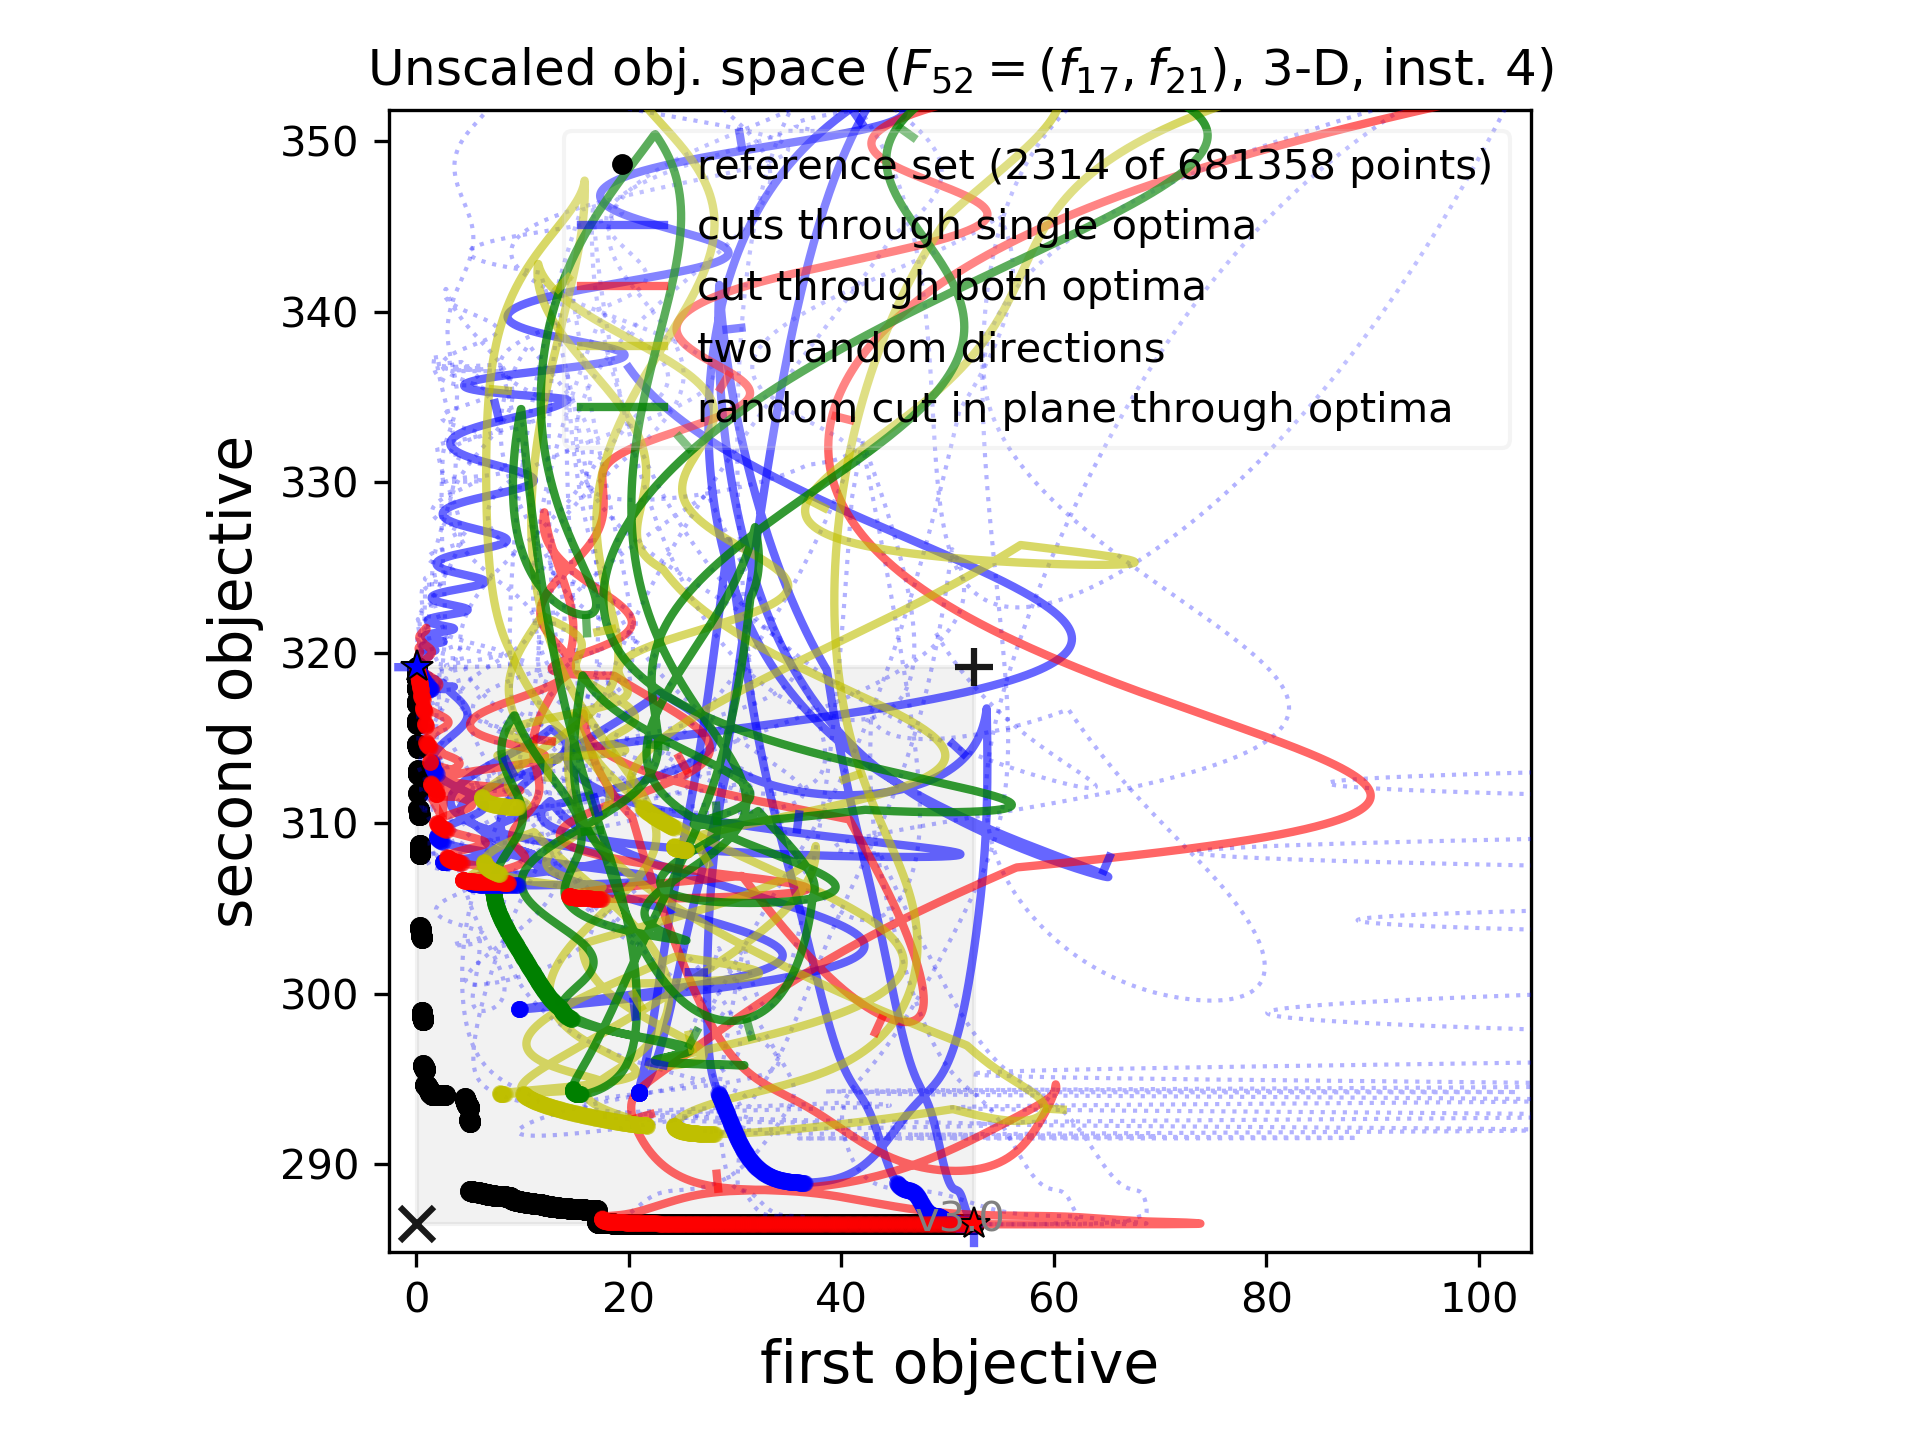 Unscaled obj. space (F52 = (f17, f21), 3-D, inst. 4)
350
340
330
320
310
300
290
second objective
reference set (2314 of 681358 points)
cuts through single optima
cut through both optima
two random directions
random cut in plane through optima
v3.0
0 20 40 60 80 100
first objective